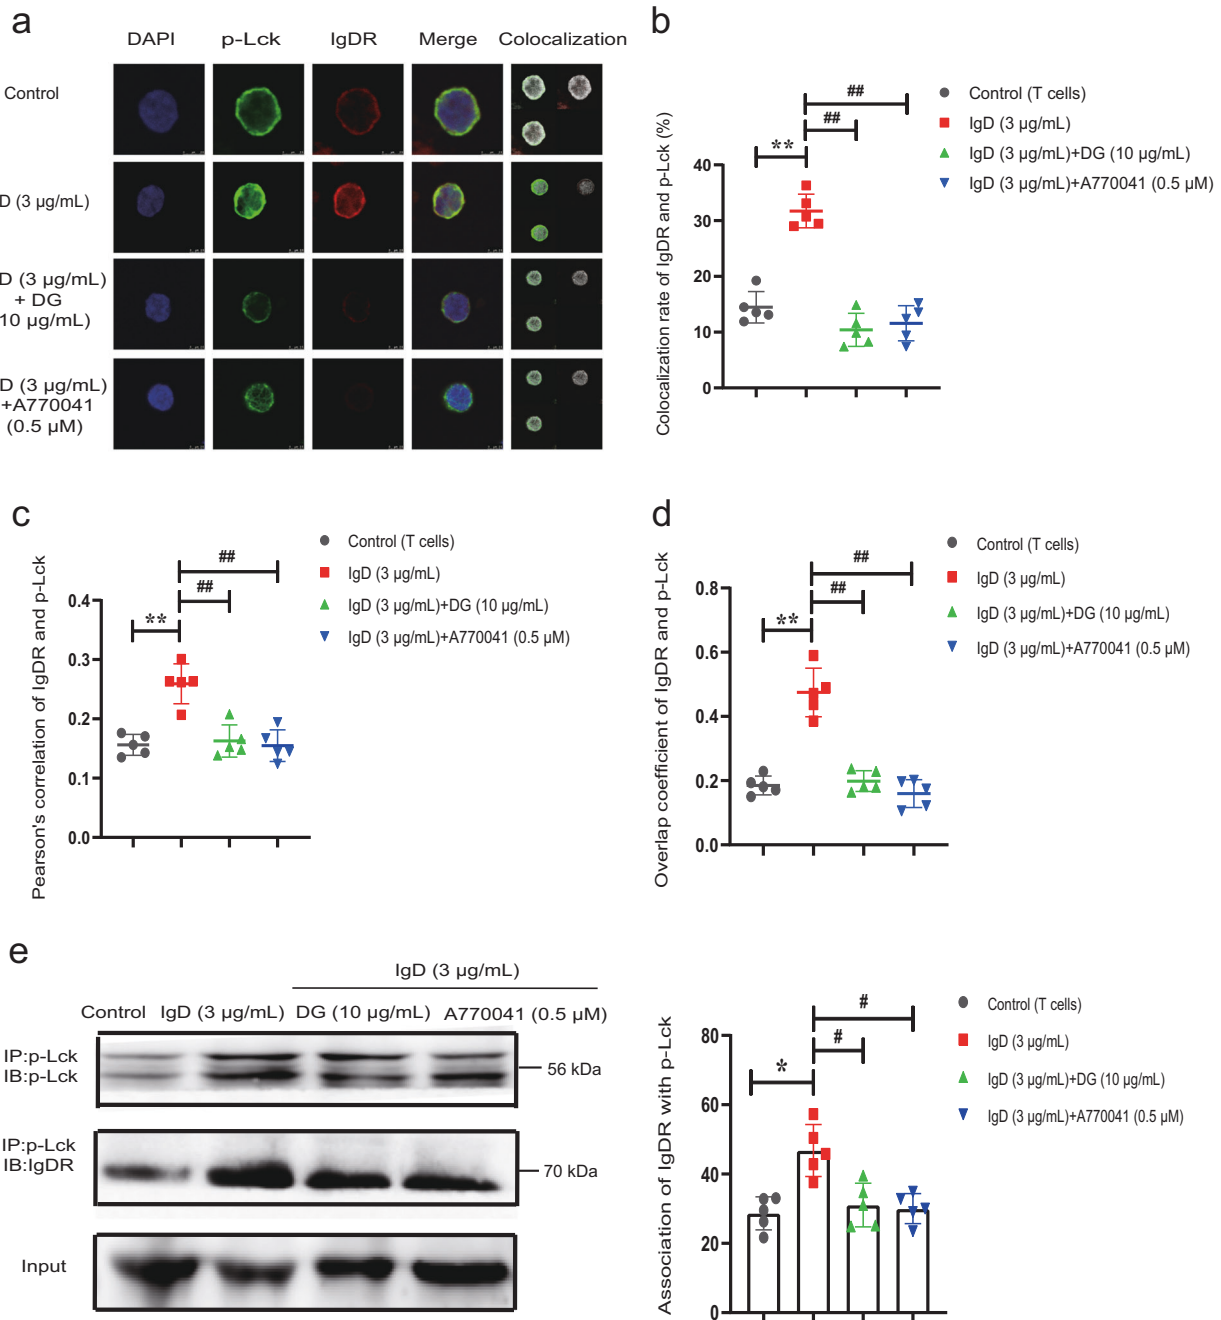 a
DAPI p-Lck IgDR Merge Colocalization
Control
D (3 µg/mL)
D (3 µg/mL)
+ DG
10 µg/mL)
D (3 µg/mL)
+A770041
(0.5 µM)
b
Colocalization rate of IgDR and p-Lck (%)
40
30
20
10
0
**
##
##
Control (T cells)
IgD (3 µg/mL)
IgD (3 µg/mL)+DG (10 µg/mL)
IgD (3 µg/mL)+A770041 (0.5 µM)
c
Pearson's correlation of IgDR and p-Lck
0.4
0.3
0.2
0.1
0.0
**
##
##
Control (T cells)
IgD (3 µg/mL)
IgD (3 µg/mL)+DG (10 µg/mL)
IgD (3 µg/mL)+A770041 (0.5 µM)
d
Overlap coefficient of IgDR and p-Lck
0.8
0.6
0.4
0.2
0.0
**
##
##
Control (T cells)
IgD (3 µg/mL)
IgD (3 µg/mL)+DG (10 µg/mL)
IgD (3 µg/mL)+A770041 (0.5 µM)
e
IgD (3 µg/mL)
Control IgD (3 µg/mL) DG (10 µg/mL) A770041 (0.5 µM)
IP:p-Lck
IB:p-Lck
56 kDa
IP:p-Lck
IB:IgDR
70 kDa
Input
Association of IgDR with p-Lck
80
60
40
20
0
*
#
#
Control (T cells)
IgD (3 µg/mL)
IgD (3 µg/mL)+DG (10 µg/mL)
IgD (3 µg/mL)+A770041 (0.5 µM)